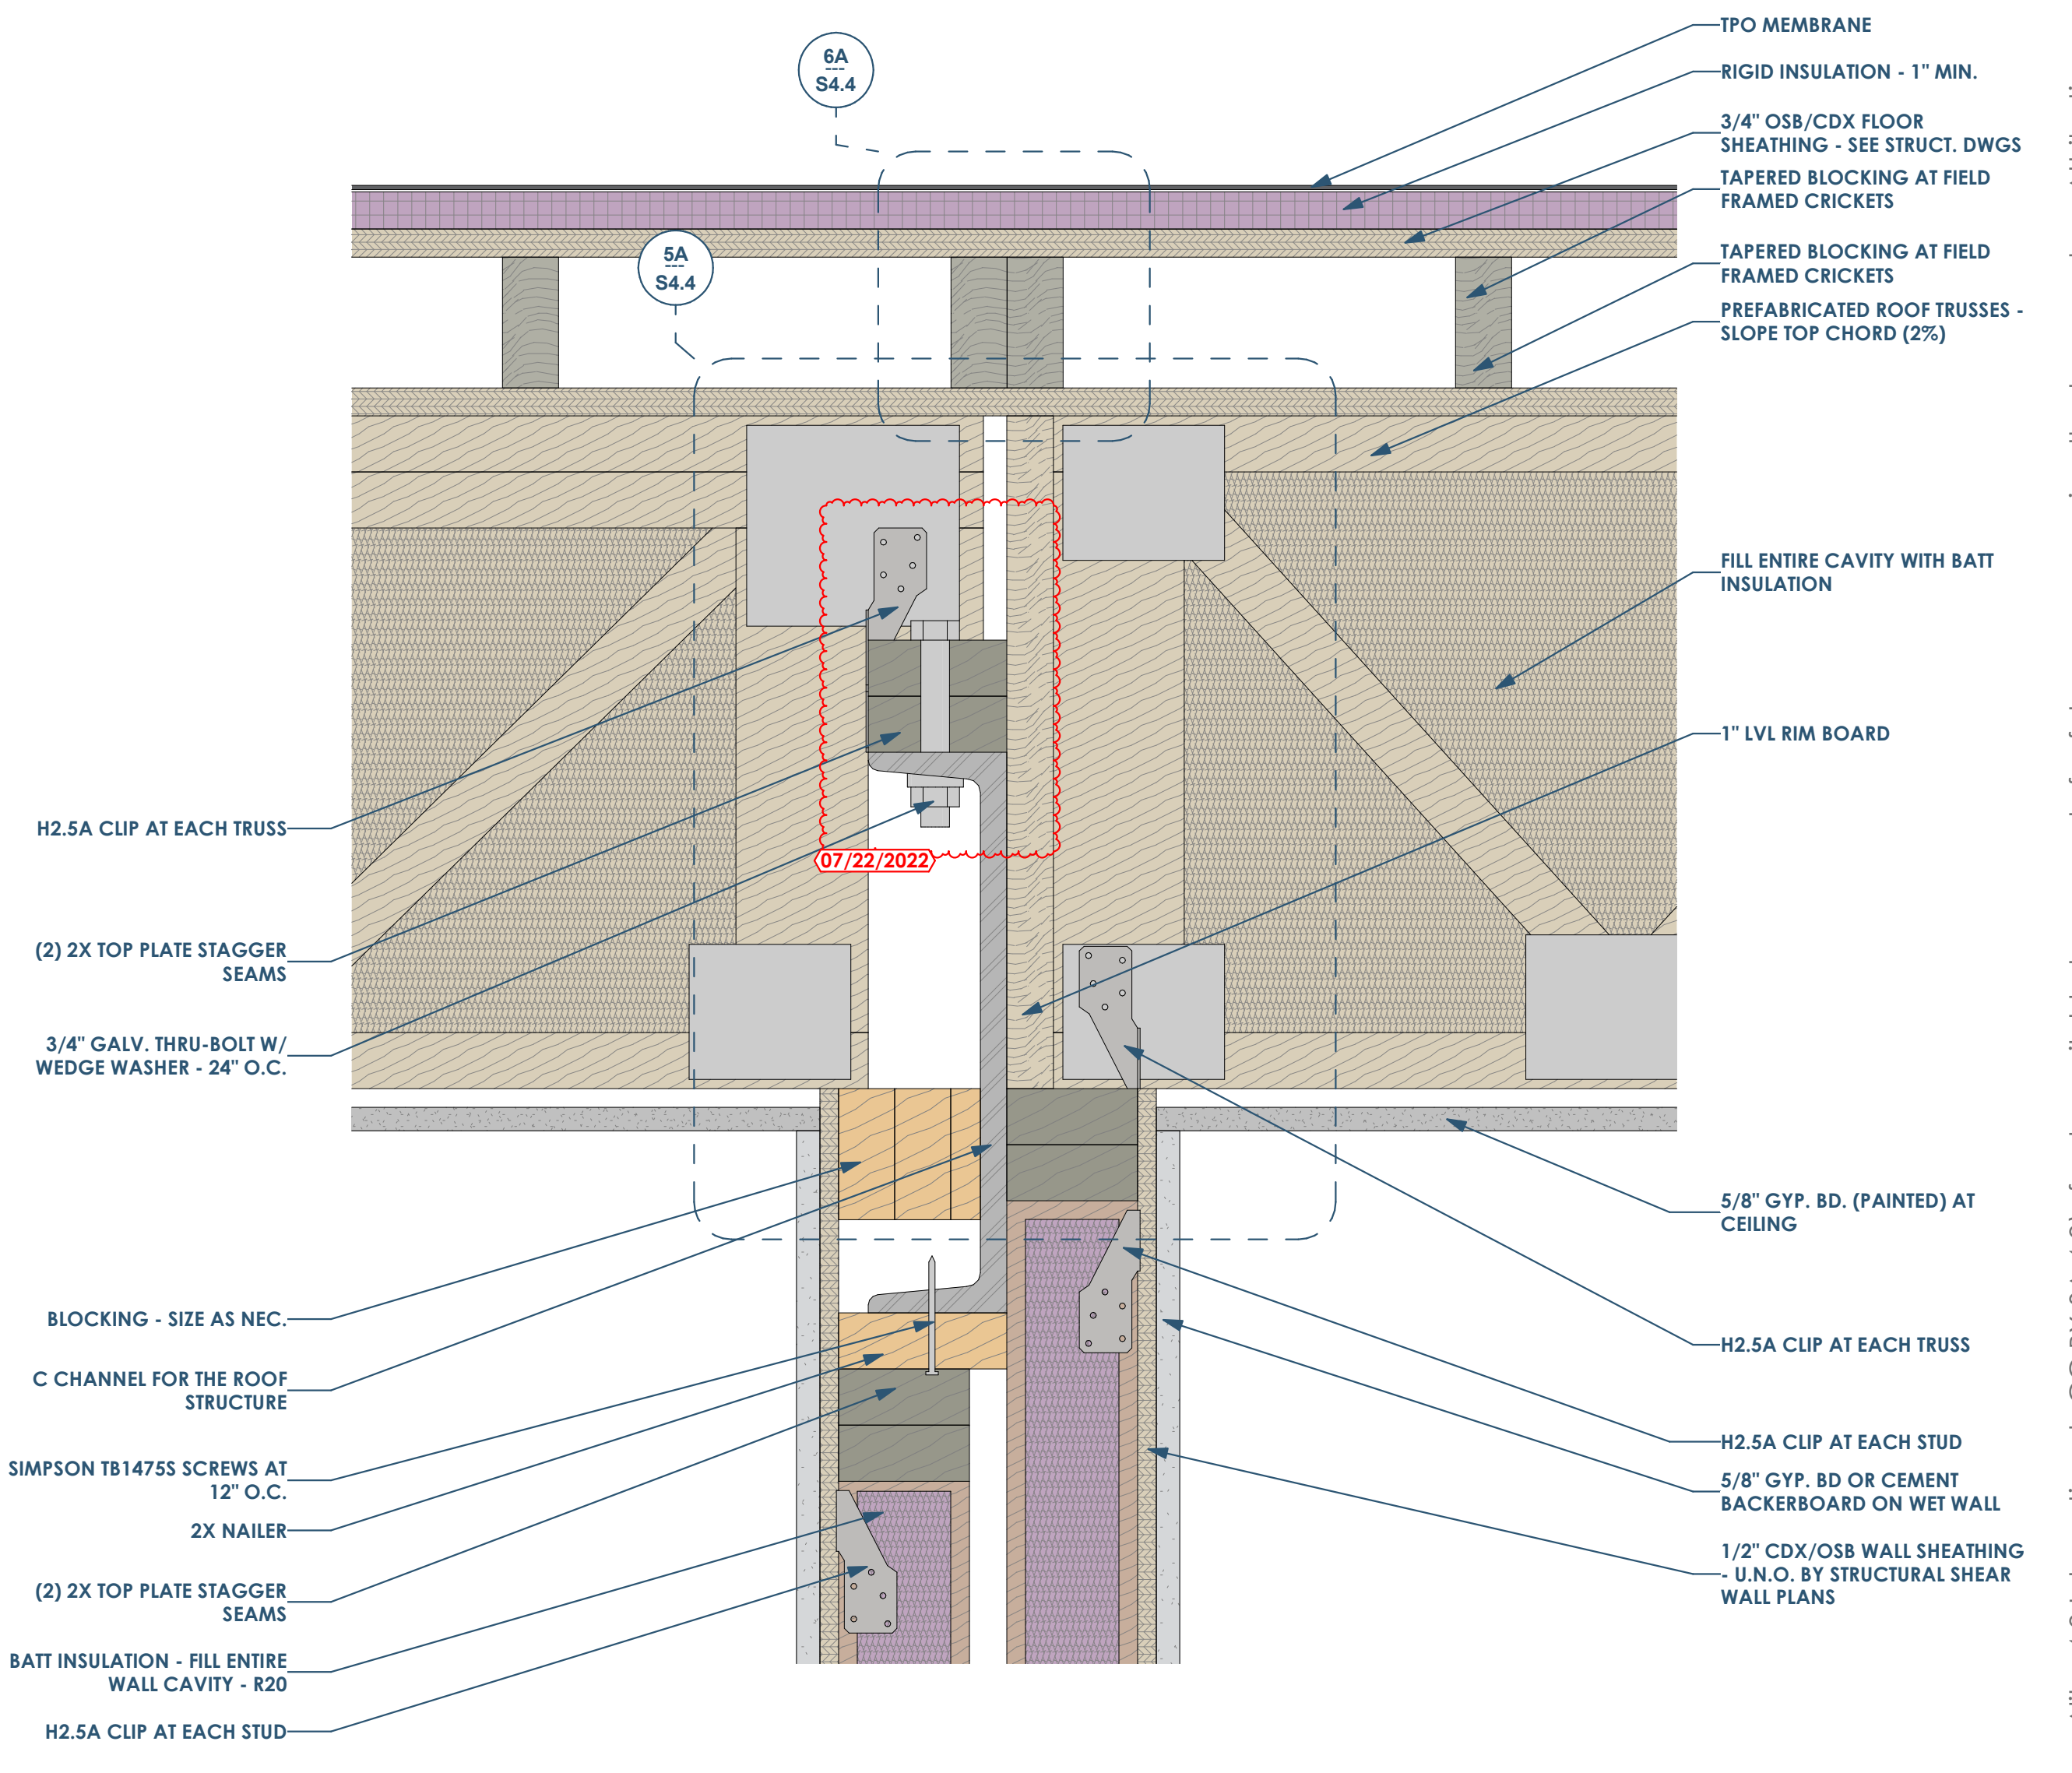 6A
---
S4.4
5A
---
S4.4
TPO MEMBRANE
RIGID INSULATION - 1" MIN.
3/4" OSB/CDX FLOOR
SHEATHING - SEE STRUCT. DWGS
TAPERED BLOCKING AT FIELD
FRAMED CRICKETS
TAPERED BLOCKING AT FIELD
FRAMED CRICKETS
PREFABRICATED ROOF TRUSSES -
SLOPE TOP CHORD (2%)
FILL ENTIRE CAVITY WITH BATT
INSULATION
1" LVL RIM BOARD
5/8" GYP. BD. (PAINTED) AT
CEILING
H2.5A CLIP AT EACH TRUSS
H2.5A CLIP AT EACH STUD
5/8" GYP. BD OR CEMENT
BACKERBOARD ON WET WALL
1/2" CDX/OSB WALL SHEATHING
- U.N.O. BY STRUCTURAL SHEAR
WALL PLANS
07/22/2022
H2.5A CLIP AT EACH TRUSS
(2) 2X TOP PLATE STAGGER
SEAMS
3/4" GALV. THRU-BOLT W/
WEDGE WASHER - 24" O.C.
BLOCKING - SIZE AS NEC.
C CHANNEL FOR THE ROOF
STRUCTURE
SIMPSON TB1475S SCREWS AT
12" O.C.
2X NAILER
(2) 2X TOP PLATE STAGGER
SEAMS
BATT INSULATION - FILL ENTIRE
WALL CAVITY - R20
H2.5A CLIP AT EACH STUD